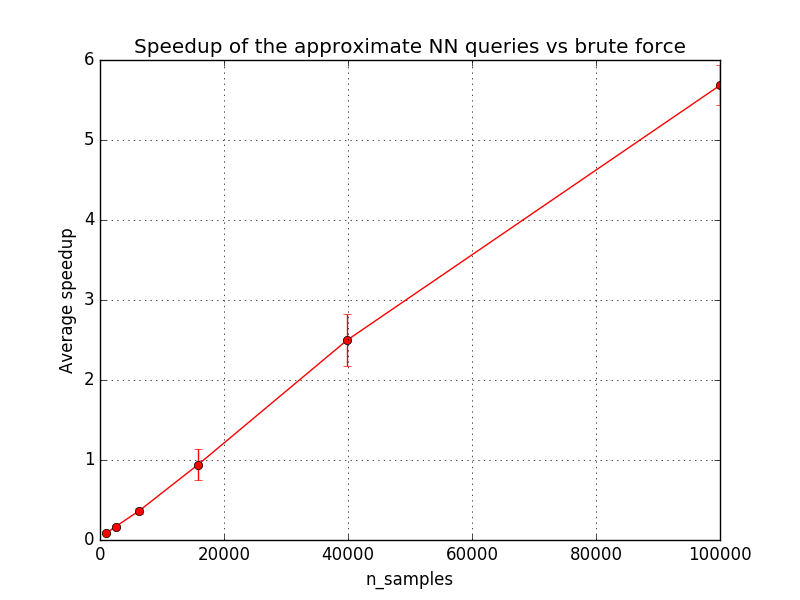 Speedup of the approximate NN queries vs brute force
6
5
4
3
2
1
0
Average speedup
0 20000 40000 60000 80000 100000
n_samples